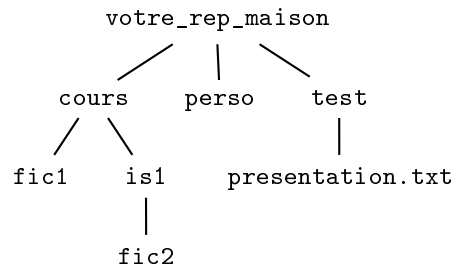 votre_rep_maison
cours perso test
fic1 is1 presentation.txt
fic2